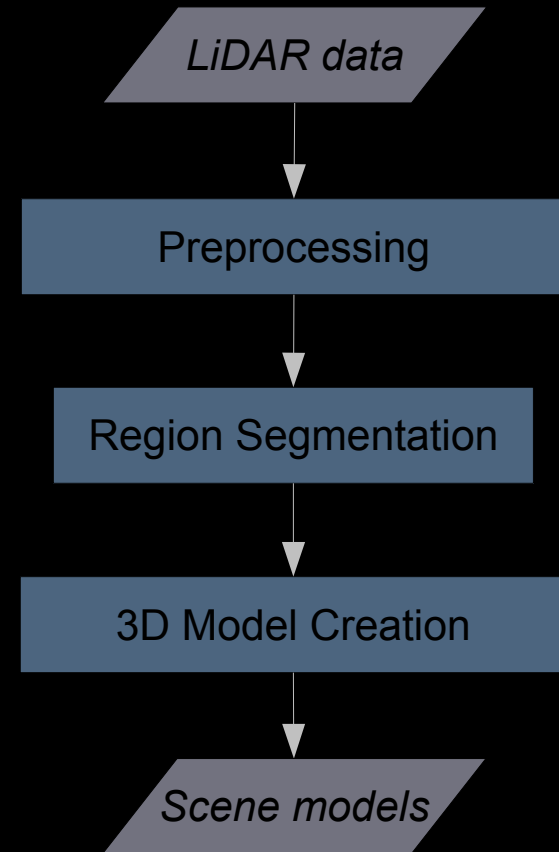 LiDAR data
Preprocessing
Region Segmentation
3D Model Creation
Scene models